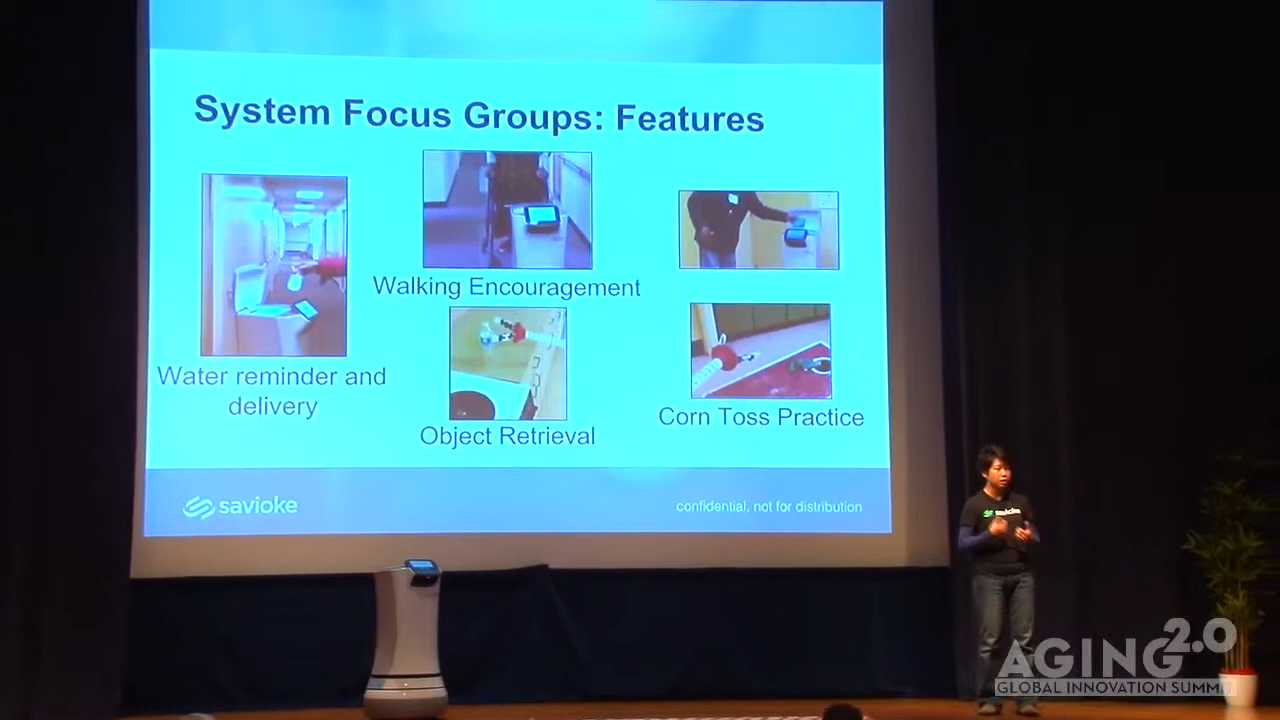 System Focus Groups: Features
Walking Encouragement
Water reminder and
delivery
Object Retrieval
Corn Toss Practice
savioke
confidential, not for distribution
savioke
AGING2.0
GLOBAL INNOVATION SUMMIT